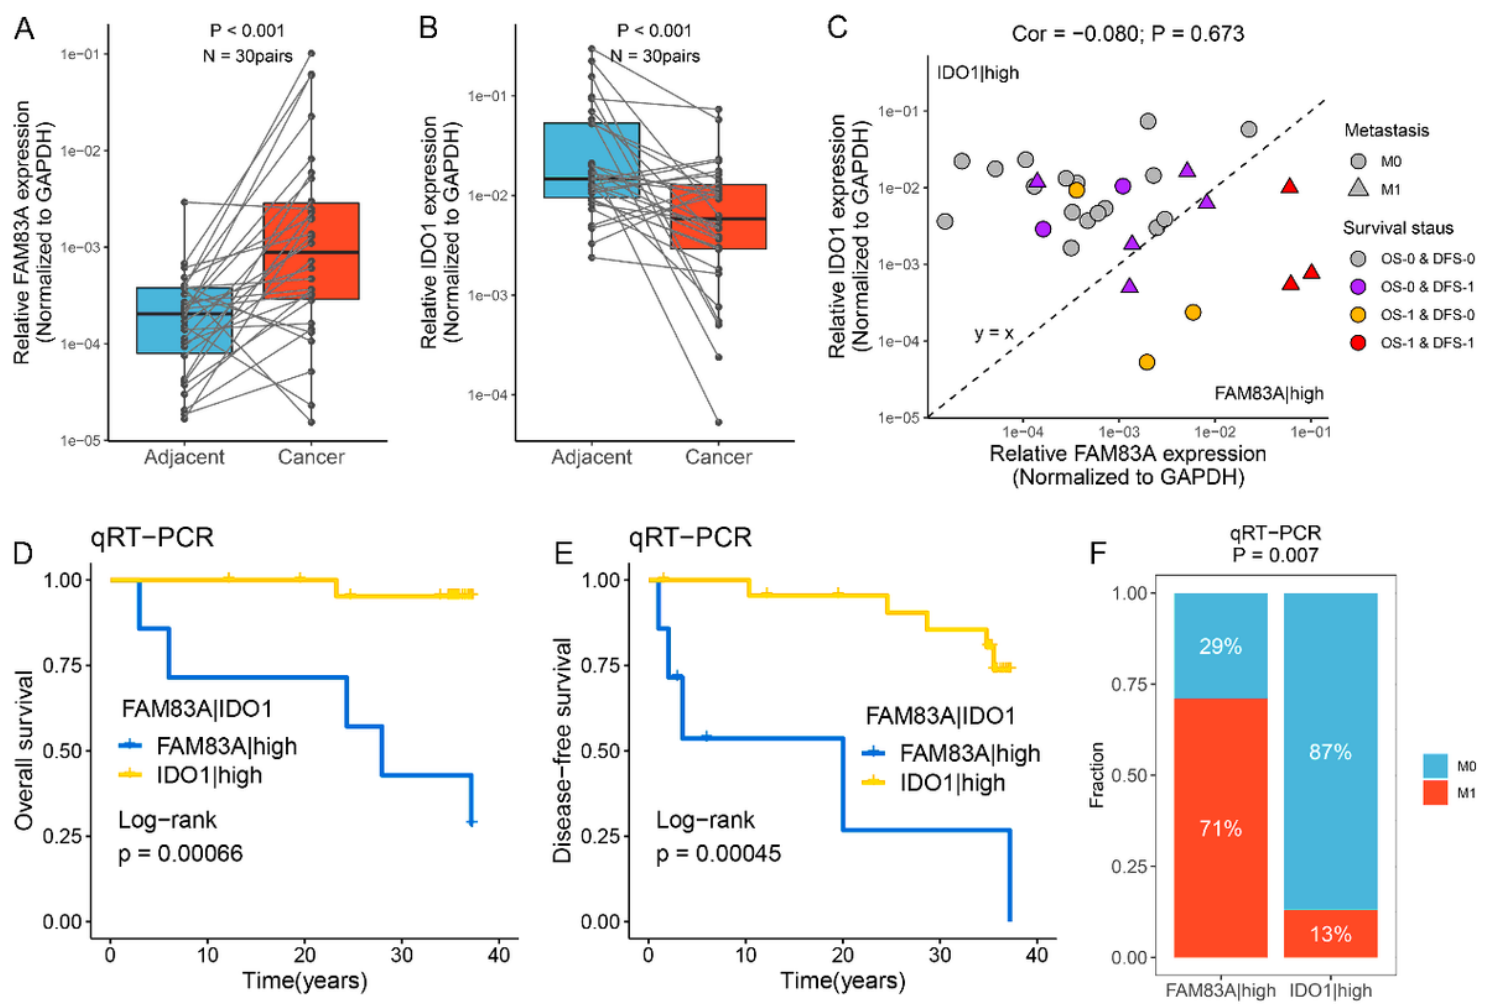 A
P < 0.001
N = 30pairs
Relative FAM83A expression
(Normalized to GAPDH)
1e−01
1e−02
1e−03
1e−04
1e−05
Adjacent
Cancer
B
P < 0.001
N = 30pairs
Relative IDO1 expression
(Normalized to GAPDH)
1e−01
1e−02
1e−03
1e−04
Adjacent
Cancer
C
Cor = −0.080; P = 0.673
IDO1|high
Relative IDO1 expression
(Normalized to GAPDH)
1e−01
1e−02
1e−03
1e−04
1e−05
y = x
FAM83A|high
1e−04
1e−03
1e−02
1e−01
Relative FAM83A expression
(Normalized to GAPDH)
Metastasis
M0
M1
Survival staus
OS-0 & DFS-0
OS-0 & DFS-1
OS-1 & DFS-0
OS-1 & DFS-1
D
qRT−PCR
Overall survival
1.00
0.75
0.50
0.25
0.00
FAM83A|IDO1
FAM83A|high
IDO1|high
Log−rank
p = 0.00066
0
10
20
30
40
Time(years)
E
qRT−PCR
Disease−free survival
1.00
0.75
0.50
0.25
0.00
FAM83A|IDO1
FAM83A|high
IDO1|high
Log−rank
p = 0.00045
0
10
20
30
40
Time(years)
F
qRT−PCR
P = 0.007
Fraction
1.00
0.75
0.50
0.25
0.00
29%
71%
87%
13%
FAM83A|high
IDO1|high
M0
M1